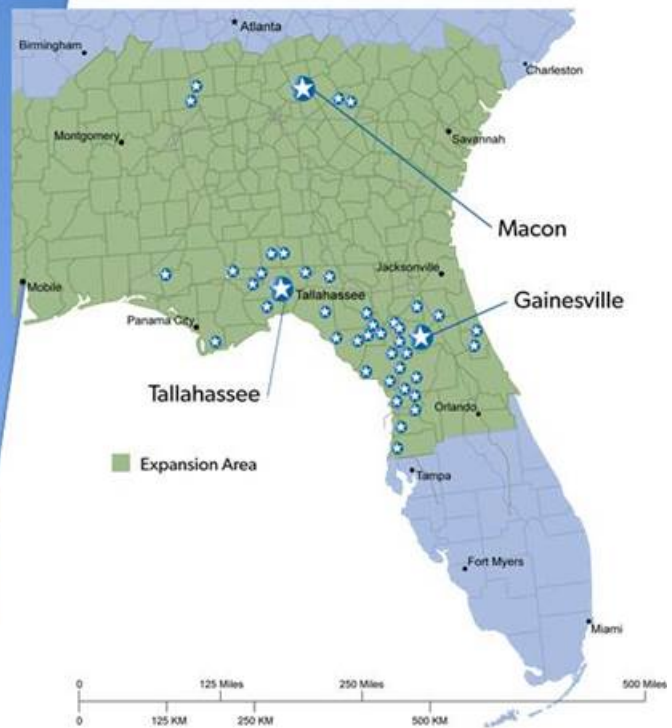 Atlanta
Birmingham
Charleston
Montgomery
Savannah
Macon
Jacksonville
Mobile
Tallahassee
Gainesville
Panama City
Tallahassee
Orlando
Expansion Area
Tampa
Fort Myers
Miami
0 125 Miles 250 Miles 500 Miles
0 125 KM 250 KM 500 KM